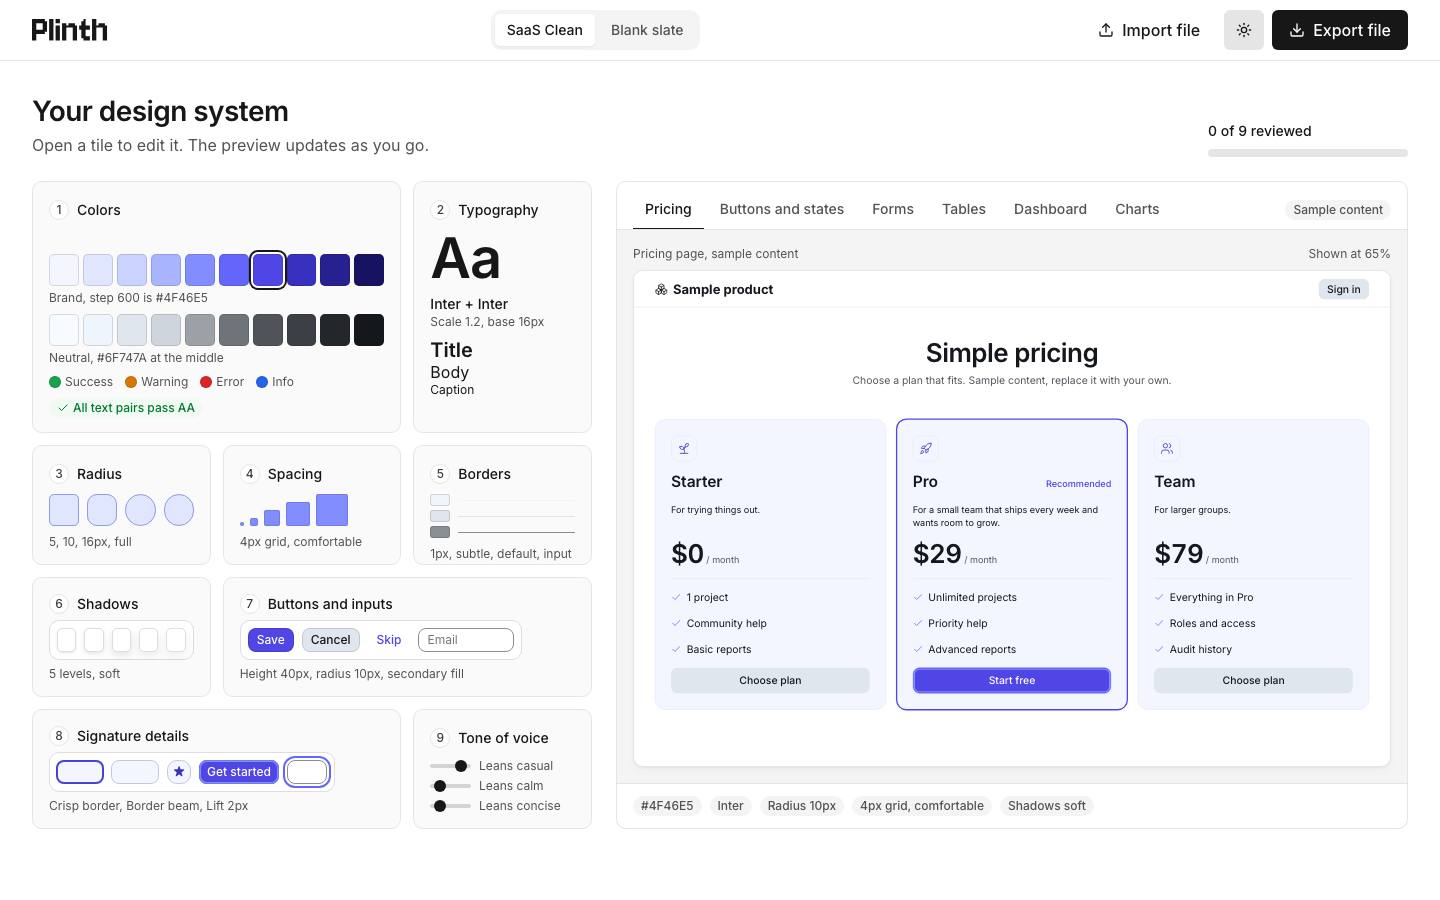 Plinth
SaaS Clean
Blank slate
Import file
Export file
Your design system
Open a tile to edit it. The preview updates as you go.
0 of 9 reviewed
1 Colors
Brand, step 600 is #4F46E5
Neutral, #6F747A at the middle
Success Warning Error Info
All text pairs pass AA
2 Typography
Aa
Inter + Inter
Scale 1.2, base 16px
Title
Body
Caption
3 Radius
5, 10, 16px, full
4 Spacing
4px grid, comfortable
5 Borders
1px, subtle, default, input
6 Shadows
5 levels, soft
7 Buttons and inputs
Save Cancel Skip Email
Height 40px, radius 10px, secondary fill
8 Signature details
Get started
Crisp border, Border beam, Lift 2px
9 Tone of voice
Leans casual
Leans calm
Leans concise
Pricing Buttons and states Forms Tables Dashboard Charts
Sample content
Pricing page, sample content
Shown at 65%
Sample product
Sign in
Simple pricing
Choose a plan that fits. Sample content, replace it with your own.
Starter
For trying things out.
$0 / month
1 project
Community help
Basic reports
Choose plan
Pro
Recommended
For a small team that ships every week and
wants room to grow.
$29 / month
Unlimited projects
Priority help
Advanced reports
Start free
Team
For larger groups.
$79 / month
Everything in Pro
Roles and access
Audit history
Choose plan
#4F46E5 Inter Radius 10px 4px grid, comfortable Shadows soft